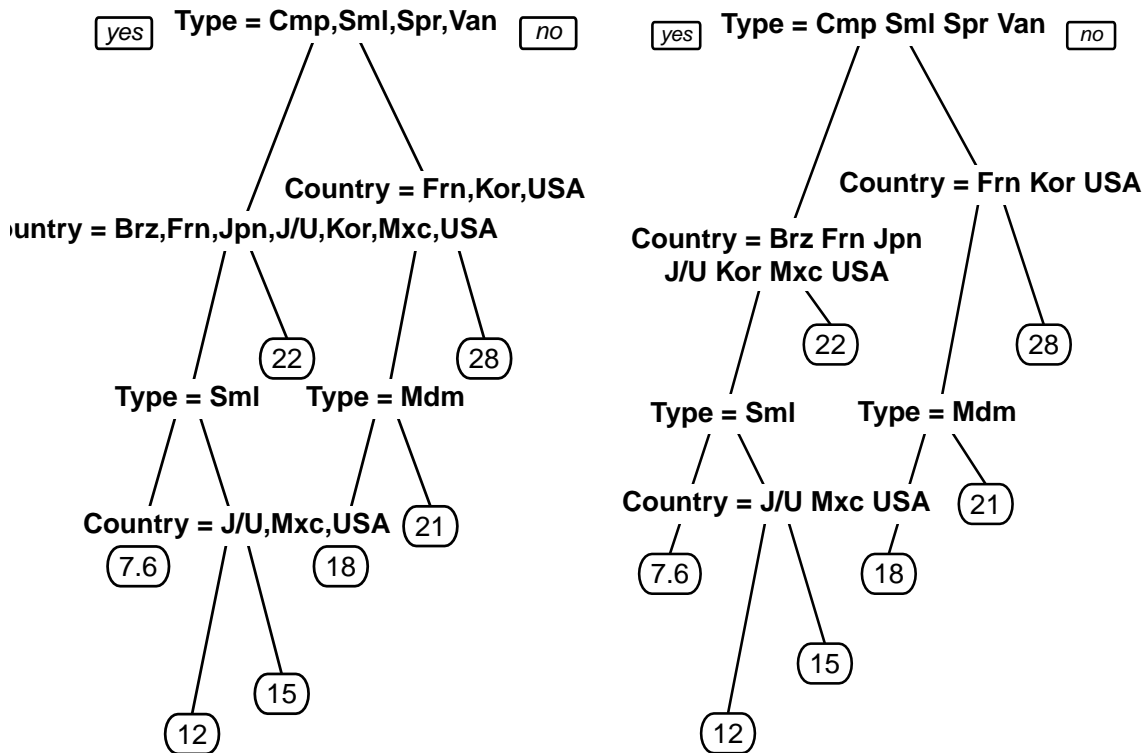 yes
Type = Cmp,Sml,Spr,Van
no
Country = Frn,Kor,USA
ountry = Brz,Frn,Jpn,J/U,Kor,Mxc,USA
22
28
Type = Sml
Type = Mdm
Country = J/U,Mxc,USA
21
7.6
18
15
12
yes
Type = Cmp Sml Spr Van
no
Country = Frn Kor USA
Country = Brz Frn Jpn
J/U Kor Mxc USA
22
28
Type = Sml
Type = Mdm
21
Country = J/U Mxc USA
7.6
18
15
12